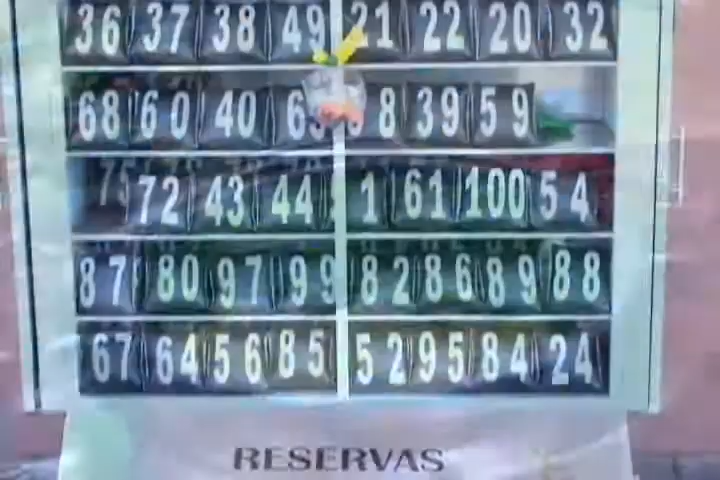 36 37 38 49 21 22 20 32
68 60 40 8 39 59
72 43 44 1 61 100 54
87 80 97 99 82 86 89 88
67 64 56 85 52 95 84 24
RESERVAS